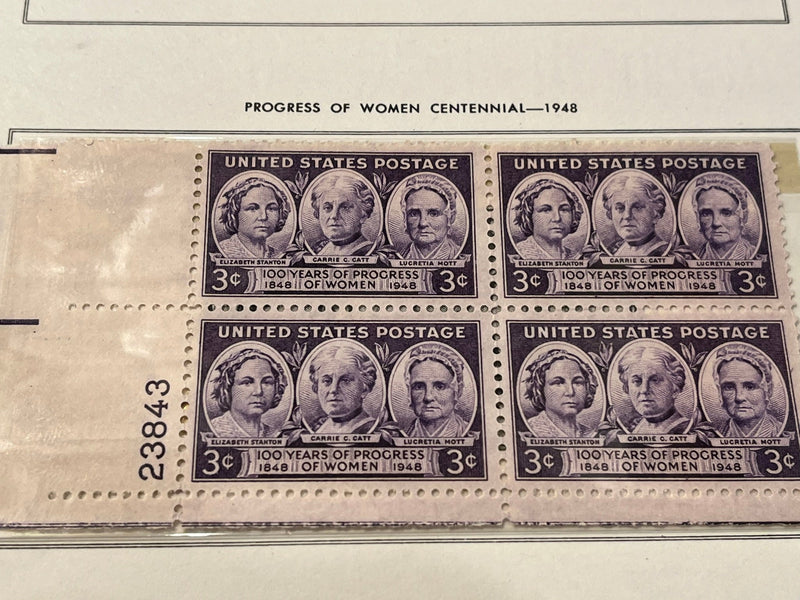 PROGRESS OF WOMEN CENTENNIAL—1948
UNITED STATES POSTAGE
ELIZABETH STANTON CARRIE C. CATT LUCRETIA MOTT
3¢ 100 YEARS OF PROGRESS 3¢
1848 OF WOMEN 1948
UNITED STATES POSTAGE
ELIZABETH STANTON CARRIE C. CATT LUCRETIA MOTT
3¢ 100 YEARS OF PROGRESS 3¢
1848 OF WOMEN 1948
23843
UNITED STATES POSTAGE
ELIZABETH STANTON CARRIE C. CATT LUCRETIA MOTT
3¢ 100 YEARS OF PROGRESS 3¢
1848 OF WOMEN 1948
UNITED STATES POSTAGE
ELIZABETH STANTON CARRIE C. CATT LUCRETIA MOTT
3¢ 100 YEARS OF PROGRESS 3¢
1848 OF WOMEN 1948